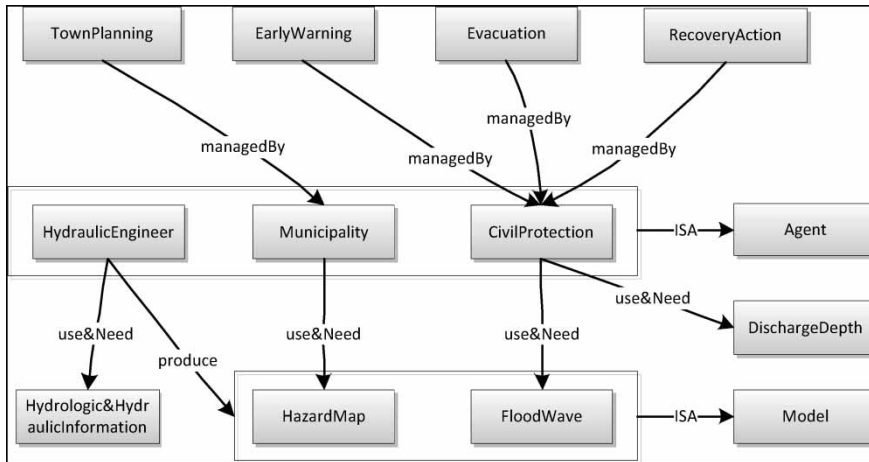 TownPlanning
EarlyWarning
Evacuation
RecoveryAction
managedBy
managedBy
managedBy
managedBy
HydraulicEngineer
Municipality
CivilProtection
ISA
Agent
use&Need
produce
use&Need
use&Need
use&Need
DischargeDepth
Hydrologic&Hydr
aulicInformation
HazardMap
FloodWave
ISA
Model